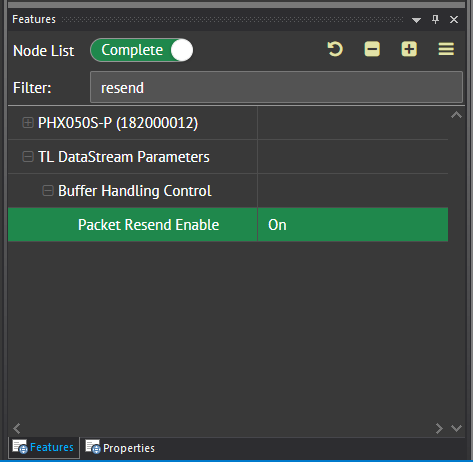 Features
Node List Complete
Filter: resend
PHX050S-P (182000012)
TL DataStream Parameters
Buffer Handling Control
Packet Resend Enable On
Features Properties